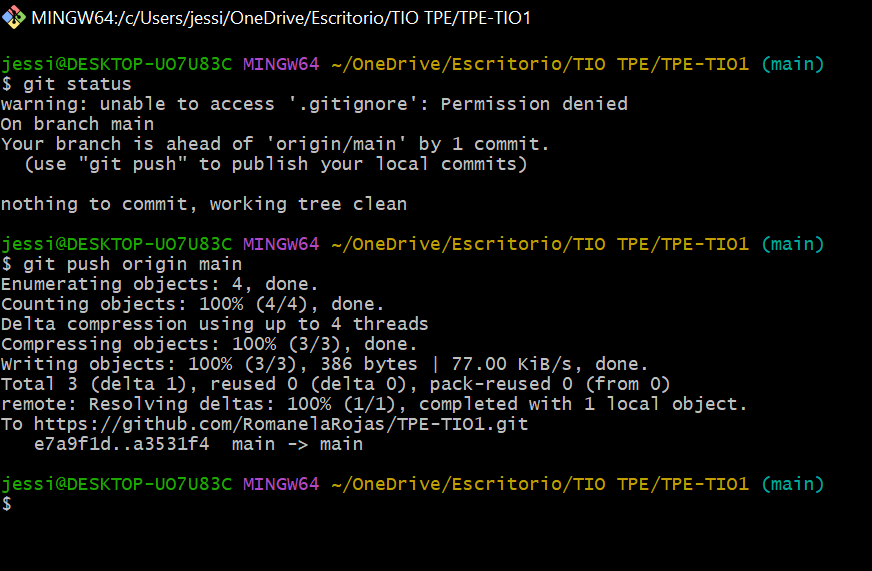 MINGW64:/c/Users/jessi/OneDrive/Escritorio/TIO TPE/TPE-TIO1
jessi@DESKTOP-UO7U83C MINGW64 ~/OneDrive/Escritorio/TIO TPE/TPE-TIO1 (main)
$ git status
warning: unable to access '.gitignore': Permission denied
On branch main
Your branch is ahead of 'origin/main' by 1 commit.
  (use "git push" to publish your local commits)

nothing to commit, working tree clean

jessi@DESKTOP-UO7U83C MINGW64 ~/OneDrive/Escritorio/TIO TPE/TPE-TIO1 (main)
$ git push origin main
Enumerating objects: 4, done.
Counting objects: 100% (4/4), done.
Delta compression using up to 4 threads
Compressing objects: 100% (3/3), done.
Writing objects: 100% (3/3), 386 bytes | 77.00 KiB/s, done.
Total 3 (delta 1), reused 0 (delta 0), pack-reused 0 (from 0)
remote: Resolving deltas: 100% (1/1), completed with 1 local object.
To https://github.com/RomanelaRojas/TPE-TIO1.git
   e7a9f1d..a3531f4  main -> main

jessi@DESKTOP-UO7U83C MINGW64 ~/OneDrive/Escritorio/TIO TPE/TPE-TIO1 (main)
$